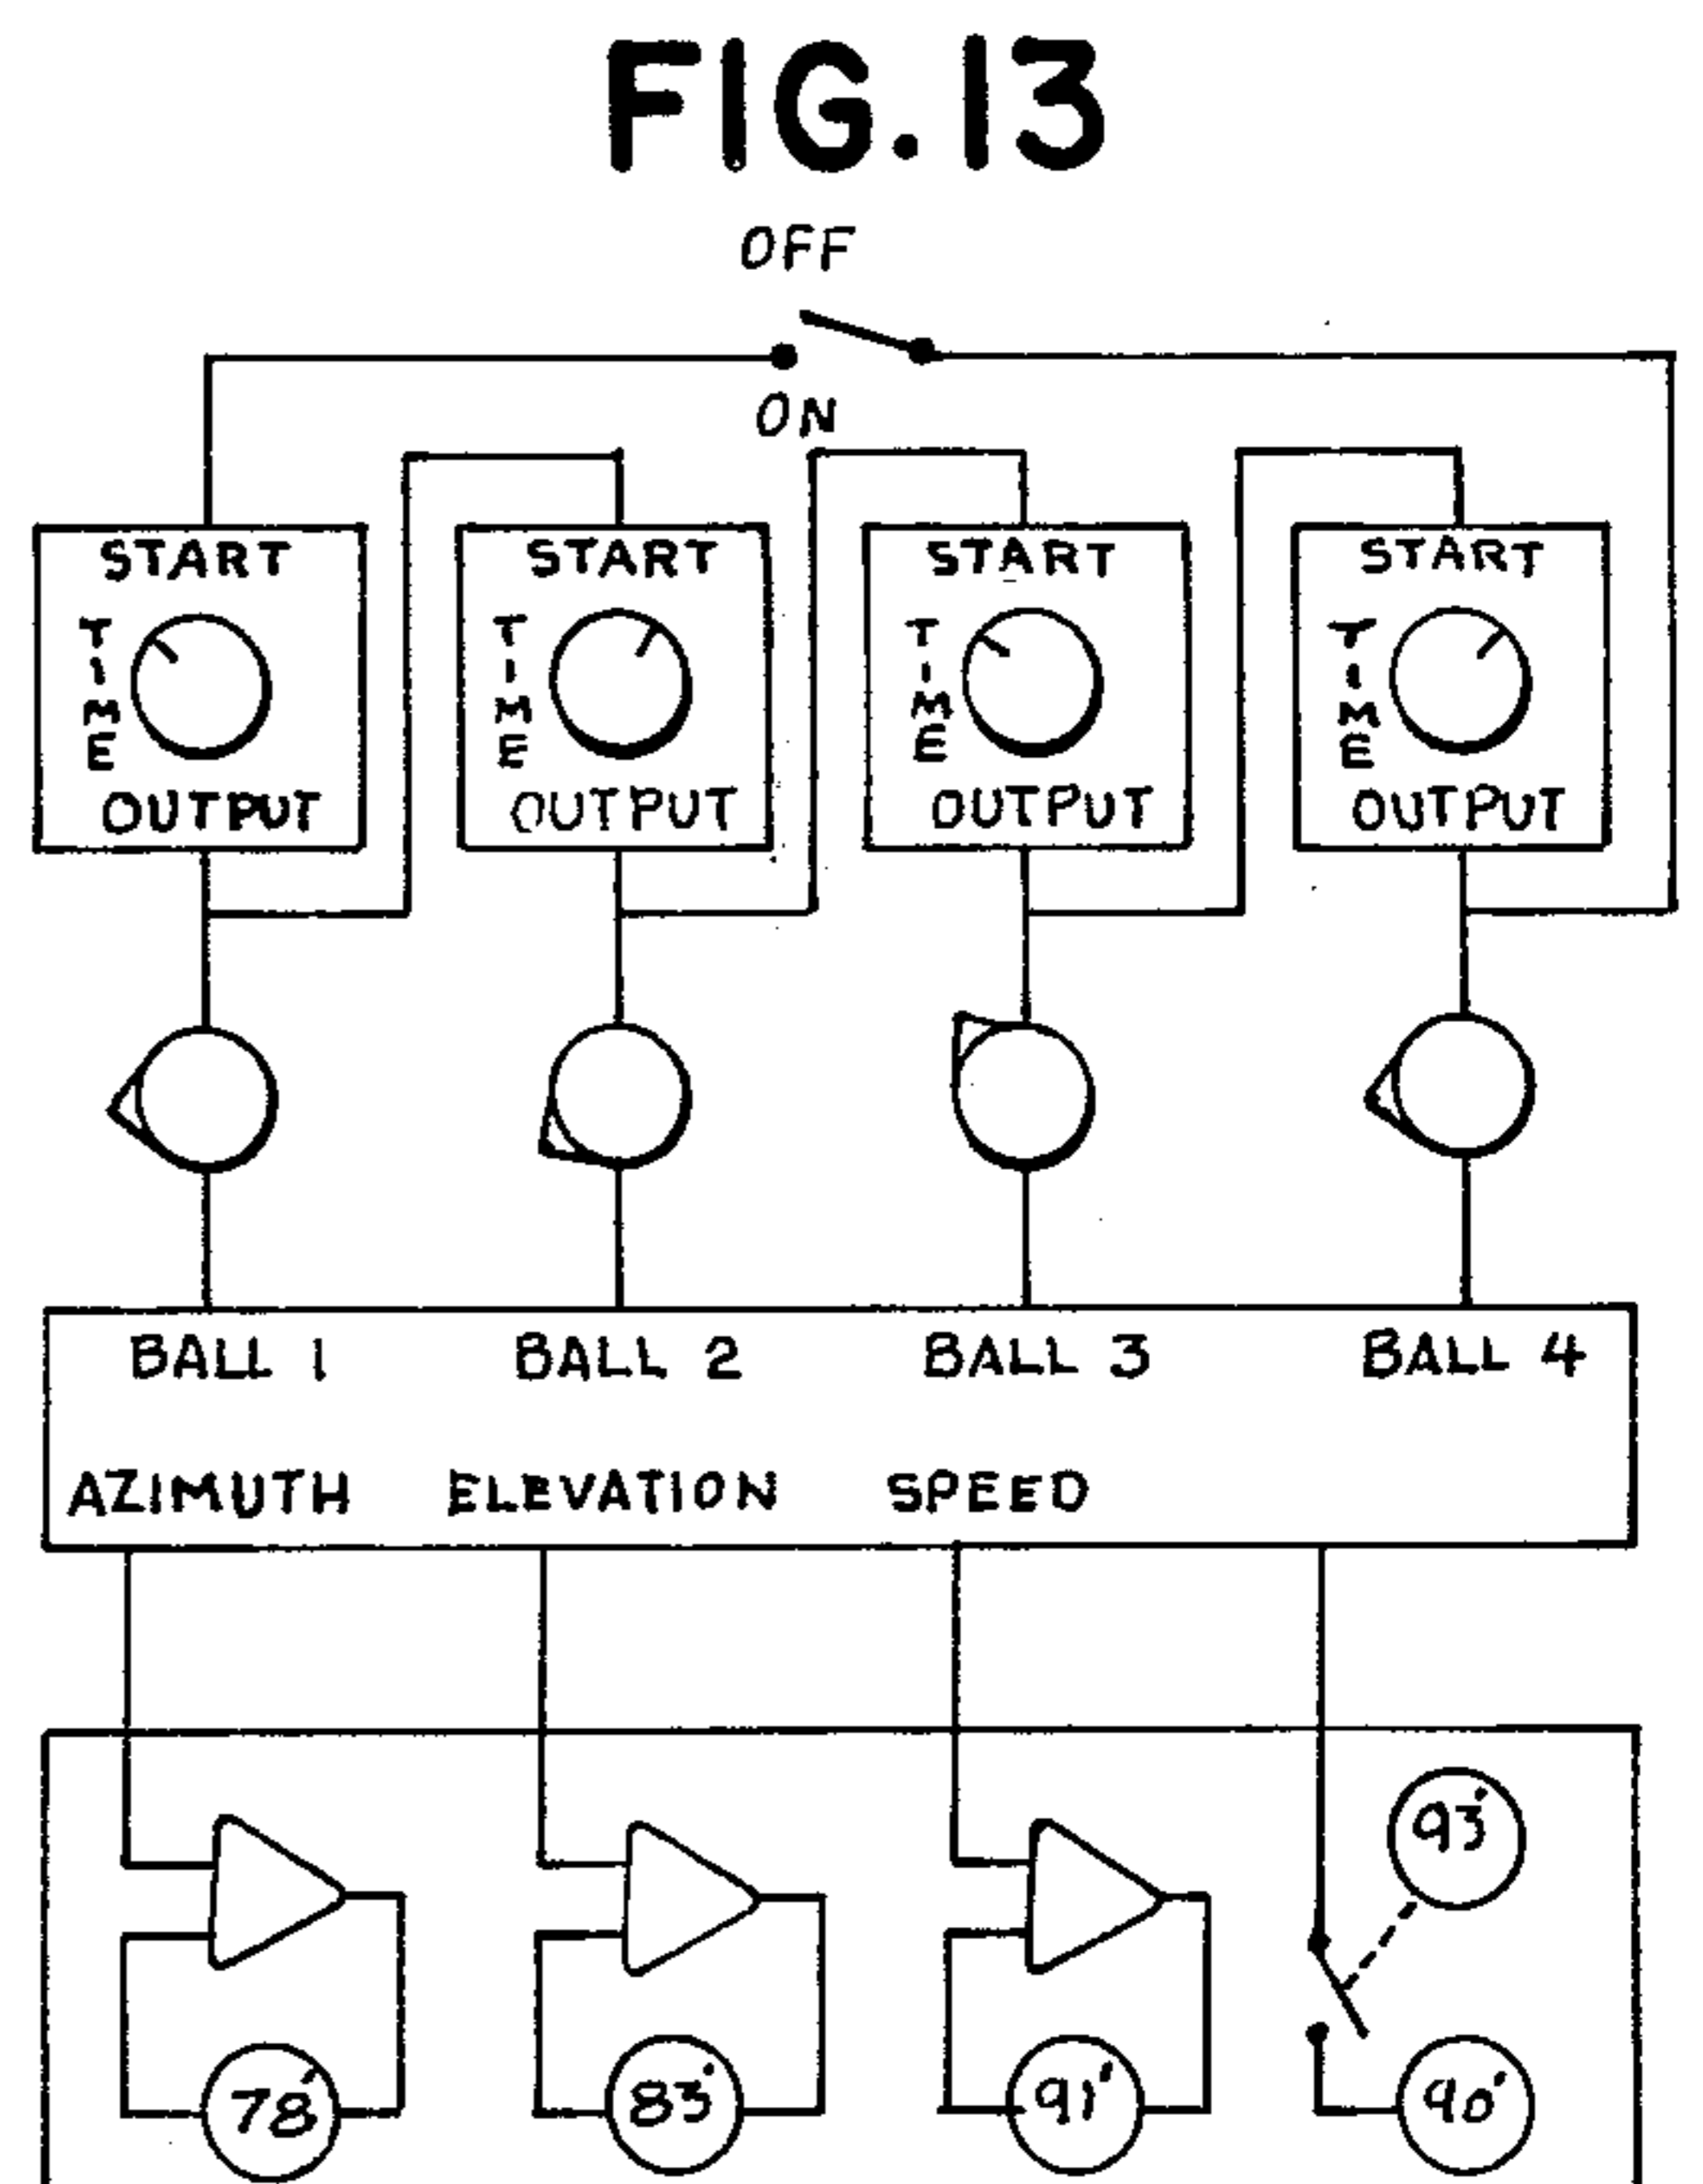 FIG.13
OFF
ON
START START START START
TIME TIME TIME TIME
OUTPUT OUTPUT OUTPUT OUTPUT
BALL 1 BALL 2 BALL 3 BALL 4
AZIMUTH ELEVATION SPEED
93'
78' 83' 91' 90'